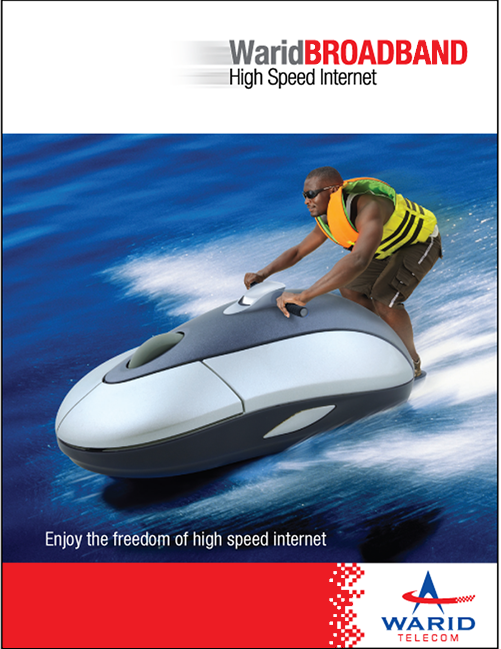 WaridBROADBAND
High Speed Internet
Enjoy the freedom of high speed internet
WARID
TELECOM